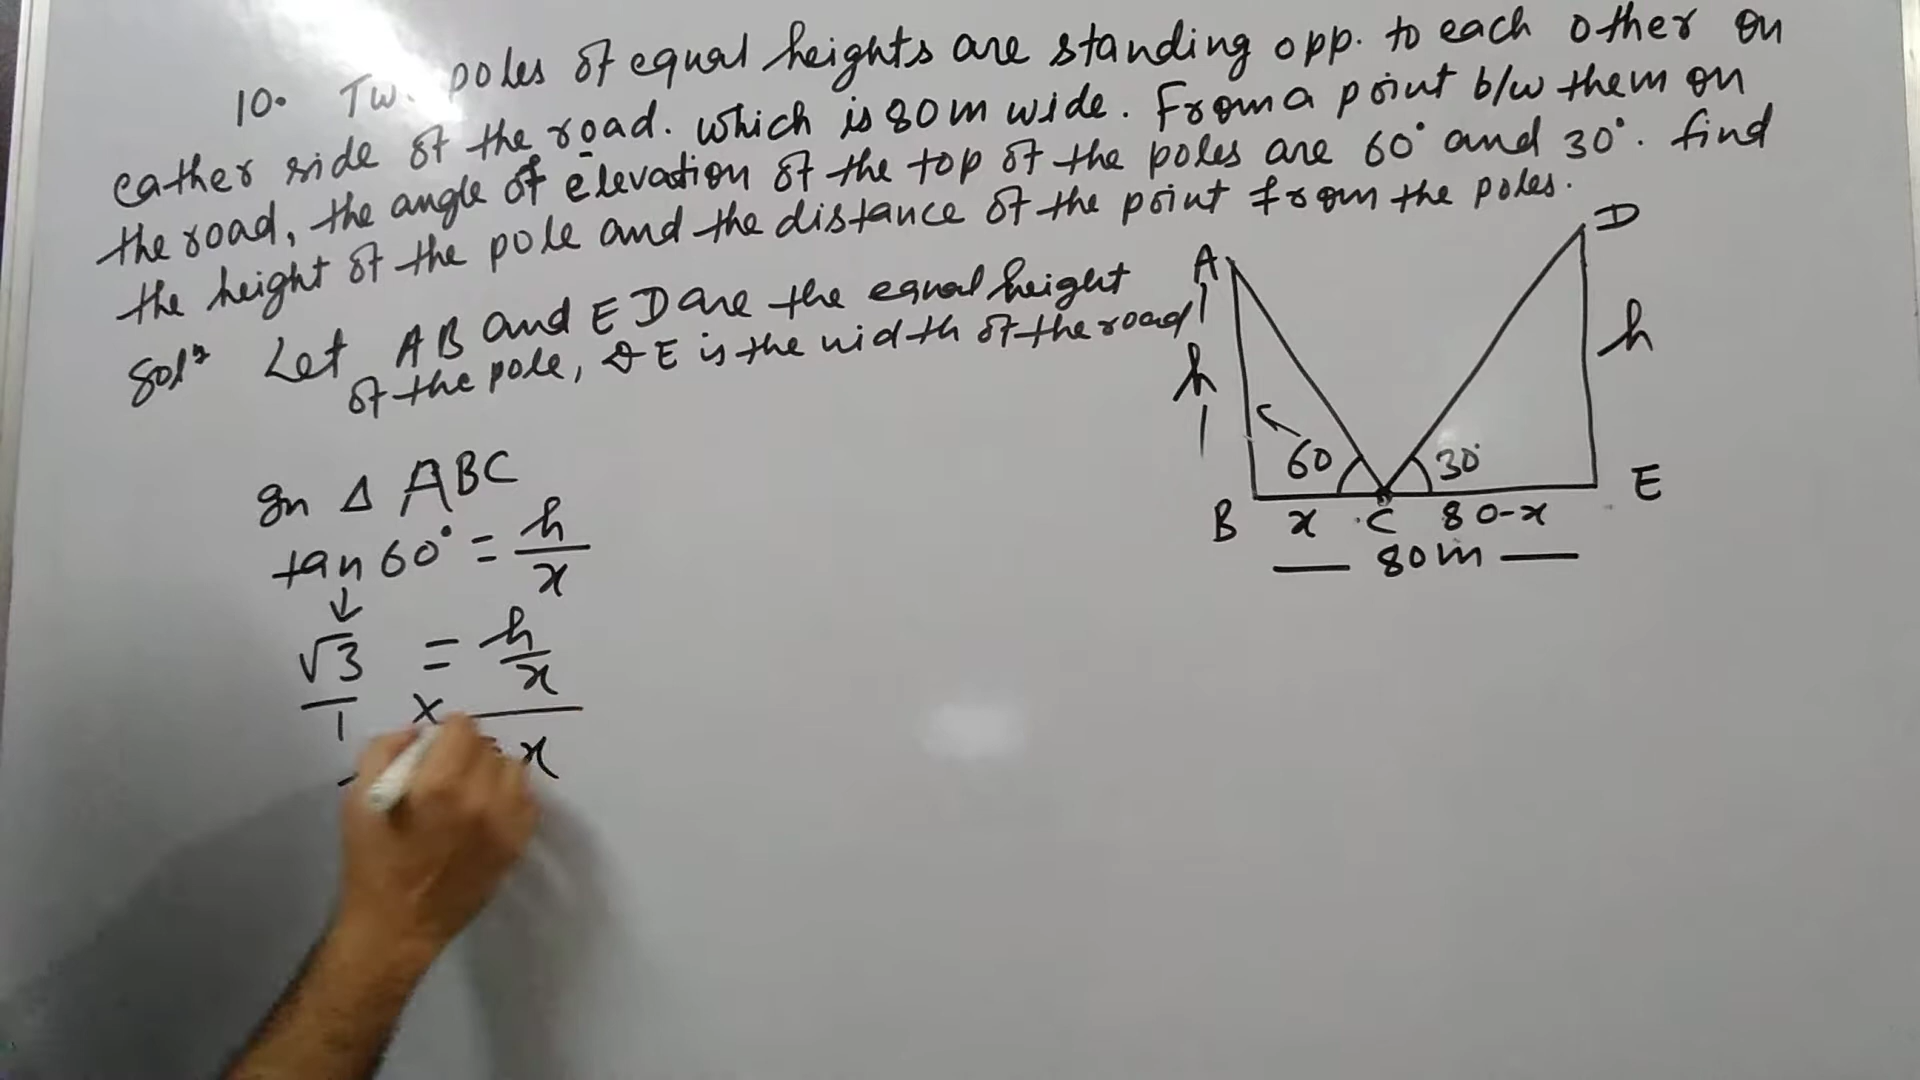 10. Tw poles of equal heights are standing opp. to each other on
eather side of the road. which is 80m wide. From a point b/w them on
the road, the angle of elevation of the top of the poles are 60° and 30°. find
the height of the pole and the distance of the point from the poles.
Let AB and ED are the equal height
of the pole, E is the width of the road
In Δ ABC
tan 60° = h/x
↓
√3 = h/x
1 x
x
A
D
h
h
60
30°
B x C 80-x E
80m